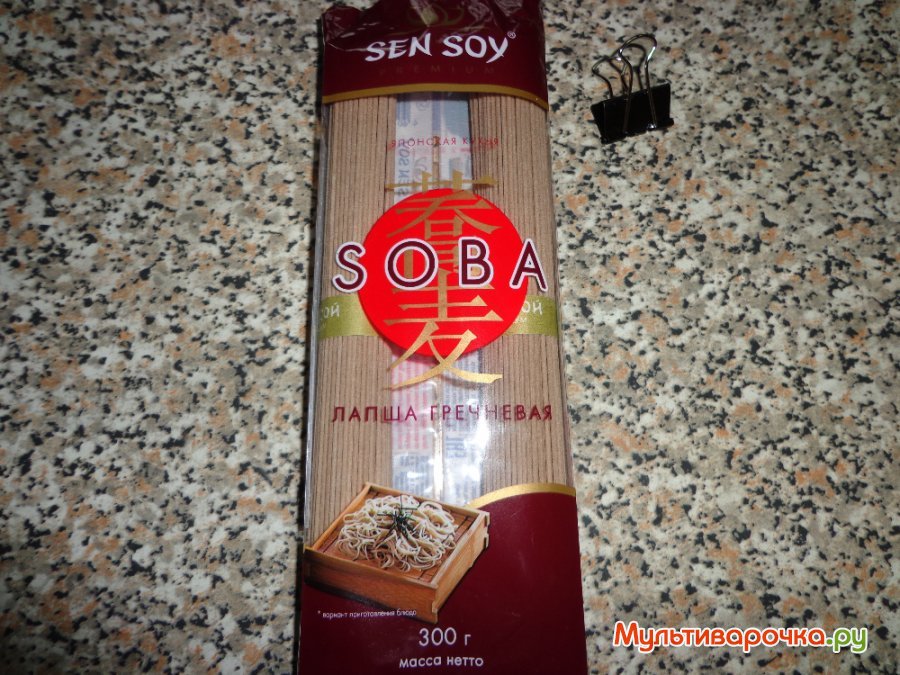 SEN SOY®
PREMIUM
ЯПОНСКАЯ КУХНЯ
蕎麦
SOBA
ЛАПША ГРЕЧНЕВАЯ
* вариант приготовления блюда
300 г
масса нетто
Мультиварочка.ру